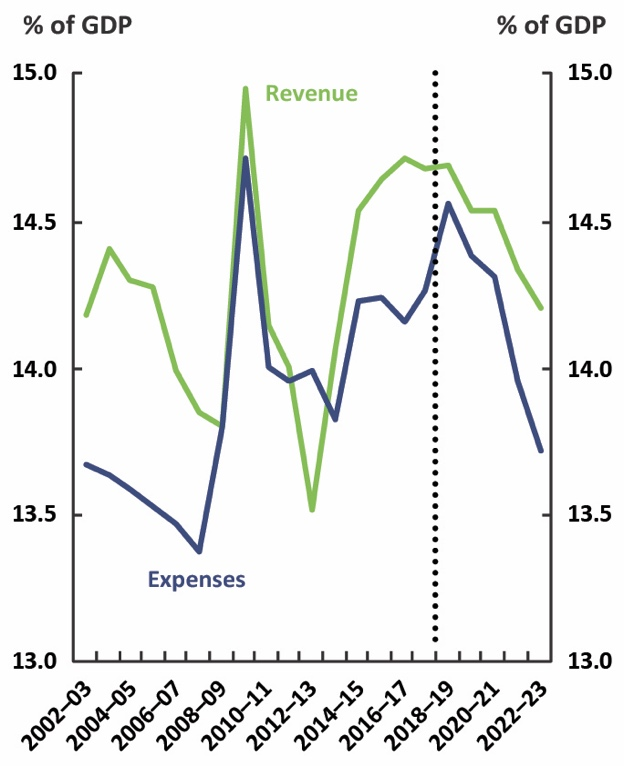 % of GDP % of GDP
15.0 15.0
Revenue
14.5 14.5
14.0 14.0
13.5 13.5
Expenses
13.0 13.0
2002–03 2004–05 2006–07 2008–09 2010–11 2012–13 2014–15 2016–17 2018–19 2020–21 2022–23